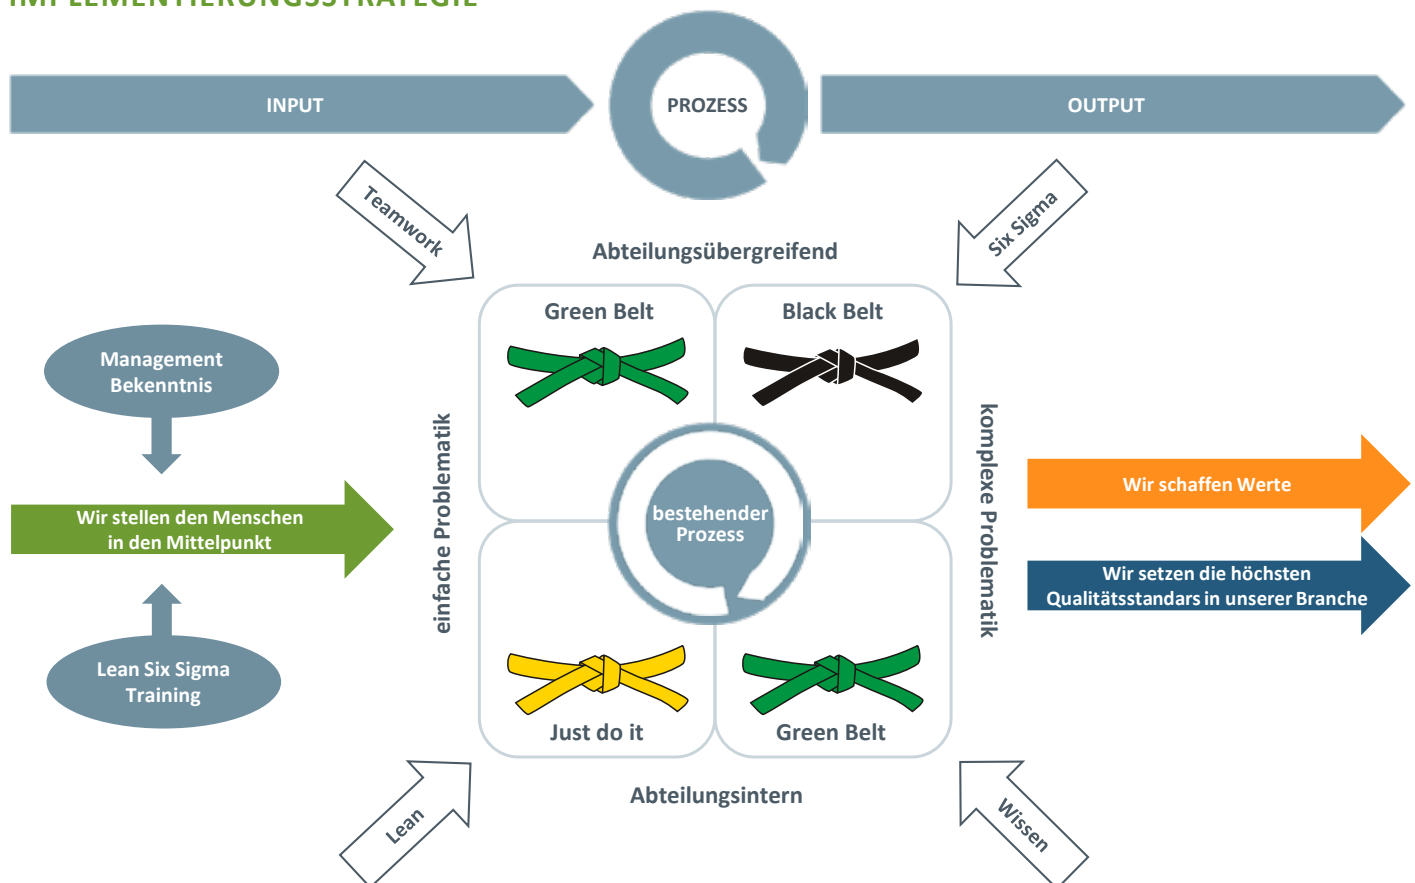 IMPLEMENTIERUNGSSTRATEGIE
INPUT
PROZESS
OUTPUT
Teamwork
Six Sigma
Abteilungsübergreifend
Green Belt
Black Belt
Management
Bekenntnis
einfache Problematik
komplexe Problematik
Wir schaffen Werte
Wir stellen den Menschen
in den Mittelpunkt
bestehender
Prozess
Wir setzen die höchsten
Qualitätsstandars in unserer Branche
Lean Six Sigma
Training
Just do it
Green Belt
Abteilungsintern
Lean
Wissen